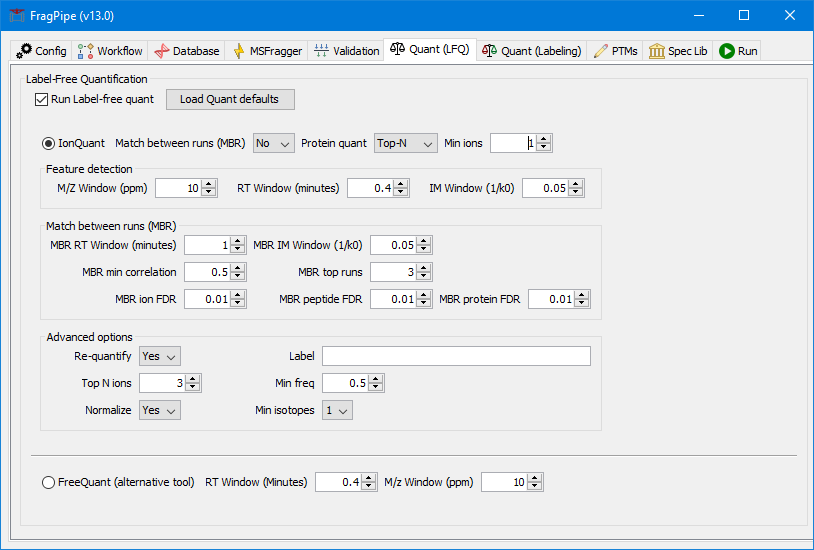 FragPipe (v13.0)
Config Workflow Database MSFragger Validation Quant (LFQ) Quant (Labeling) PTMs Spec Lib Run
Label-Free Quantification
Run Label-free quant Load Quant defaults
IonQuant Match between runs (MBR) No Protein quant Top-N Min ions 1
Feature detection
M/Z Window (ppm) 10 RT Window (minutes) 0.4 IM Window (1/k0) 0.05
Match between runs (MBR)
MBR RT Window (minutes) 1 MBR IM Window (1/k0) 0.05
MBR min correlation 0.5 MBR top runs 3
MBR ion FDR 0.01 MBR peptide FDR 0.01 MBR protein FDR 0.01
Advanced options
Re-quantify Yes Label
Top N ions 3 Min freq 0.5
Normalize Yes Min isotopes 1
FreeQuant (alternative tool) RT Window (Minutes) 0.4 M/z Window (ppm) 10